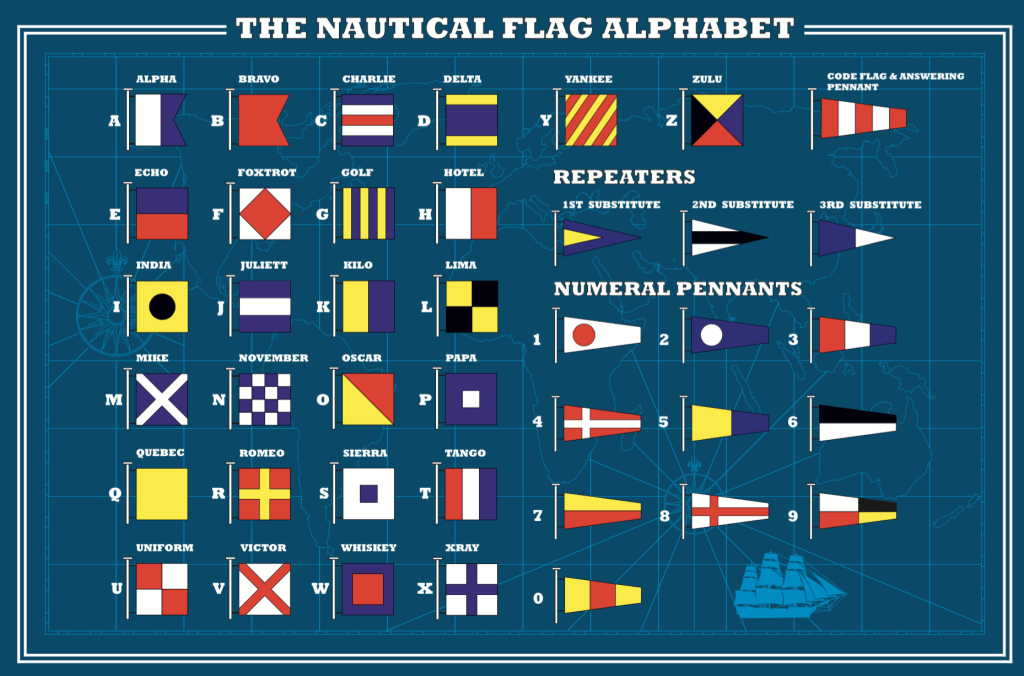 THE NAUTICAL FLAG ALPHABET
ALPHA
A
BRAVO
B
CHARLIE
C
DELTA
D
YANKEE
Y
ZULU
Z
CODE FLAG & ANSWERING
PENNANT
ECHO
E
FOXTROT
F
GOLF
G
HOTEL
H
INDIA
I
JULIETT
J
KILO
K
LIMA
L
MIKE
M
NOVEMBER
N
OSCAR
O
PAPA
P
QUEBEC
Q
ROMEO
R
SIERRA
S
TANGO
T
UNIFORM
U
VICTOR
V
WHISKEY
W
XRAY
X
REPEATERS
1ST SUBSTITUTE
2ND SUBSTITUTE
3RD SUBSTITUTE
NUMERAL PENNANTS
1
2
3
4
5
6
7
8
9
0